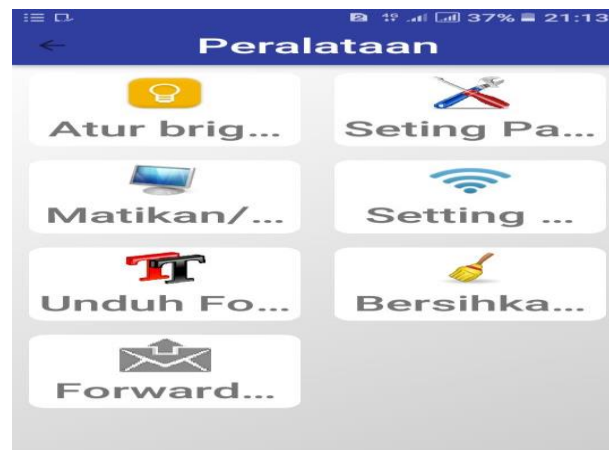 37% 21:13
Peralataan
Atur brig... Seting Pa...
Matikan/... Setting ...
Unduh Fo... Bersihka...
Forward...